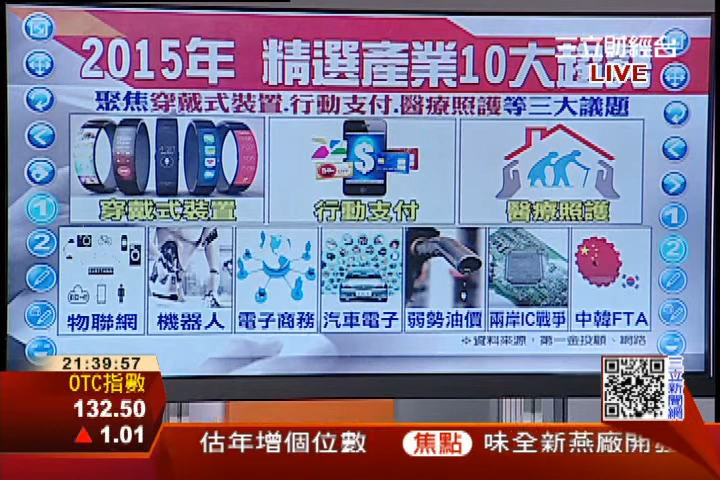 2015年 精選產業10大趨勢
三立財經台
LIVE
聚焦穿戴式裝置.行動支付.醫療照護等三大議題
穿戴式裝置
行動支付
醫療照護
物聯網
機器人
電子商務
汽車電子
弱勢油價
兩岸IC戰爭
中韓FTA
※資料來源，第一金投顧、網路
1
2
1
2
三立新聞網
21:39:57
OTC指數
132.50
▲ 1.01
估年增個位數
焦點
味全新燕廠開發